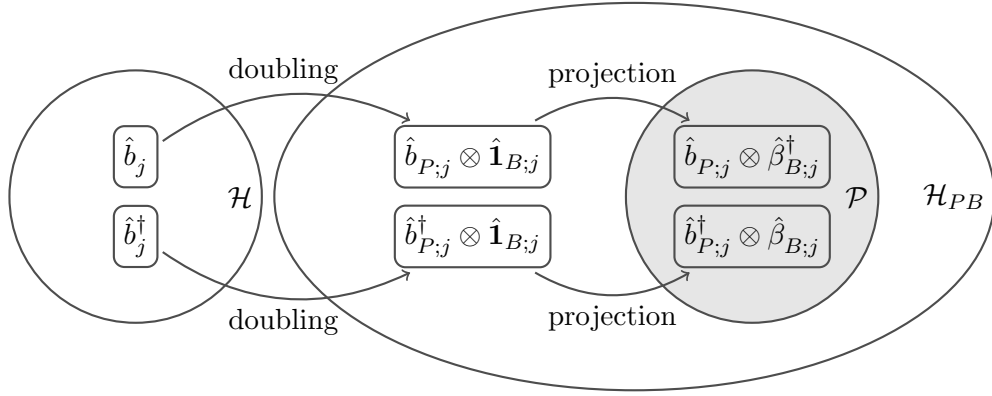 doubling
projection
b̂_j
b̂_{P;j} ⊗ 𝟏̂_{B;j}
b̂_{P;j} ⊗ β̂†_{B;j}
ℋ
𝒫
ℋ_{PB}
b̂†_j
b̂†_{P;j} ⊗ 𝟏̂_{B;j}
b̂†_{P;j} ⊗ β̂_{B;j}
doubling
projection